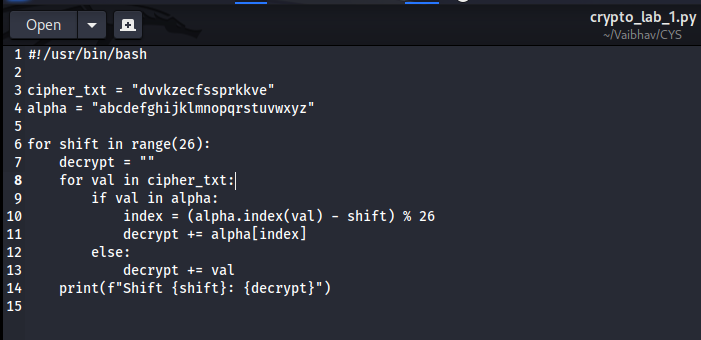 Open
crypto_lab_1.py
~/Vaibhav/CYS
1 #!/usr/bin/bash
2
3 cipher_txt = "dvvkzecfssprkkve"
4 alpha = "abcdefghijklmnopqrstuvwxyz"
5
6 for shift in range(26):
7     decrypt = ""
8     for val in cipher_txt:
9         if val in alpha:
10             index = (alpha.index(val) - shift) % 26
11             decrypt += alpha[index]
12         else:
13             decrypt += val
14     print(f"Shift {shift}: {decrypt}")
15